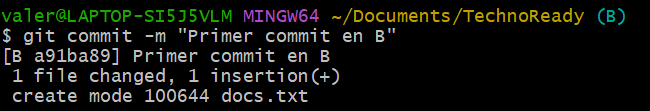 valer@LAPTOP-SI5J5VLM MINGW64 ~/Documents/TechnoReady (B)
$ git commit -m "Primer commit en B"
[B a91ba89] Primer commit en B
 1 file changed, 1 insertion(+)
 create mode 100644 docs.txt